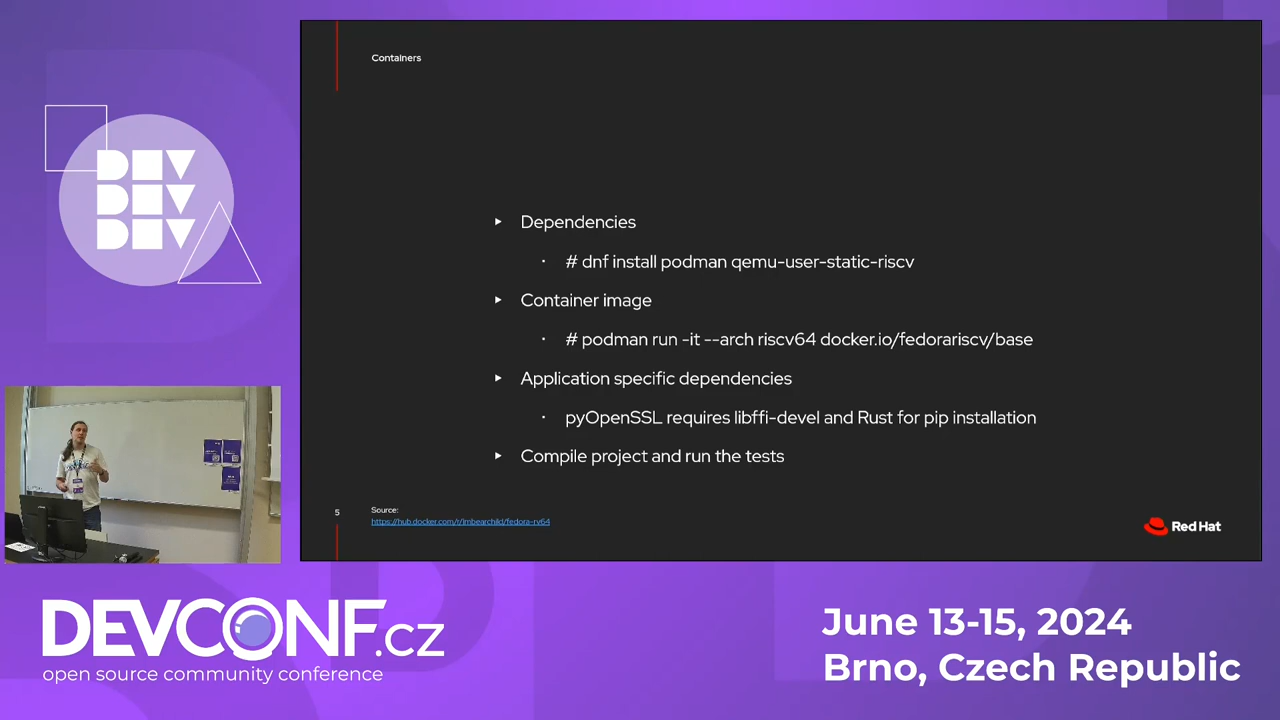 Containers
DEV
DEV
DEV
▸ Dependencies
· # dnf install podman qemu-user-static-riscv
▸ Container image
· # podman run -it --arch riscv64 docker.io/fedorariscv/base
▸ Application specific dependencies
· pyOpenSSL requires libffi-devel and Rust for pip installation
▸ Compile project and run the tests
5
Source:
https://hub.docker.com/r/imbearchild/fedora-rv64
Red Hat
DEVCONF.cz
open source community conference
June 13-15, 2024
Brno, Czech Republic